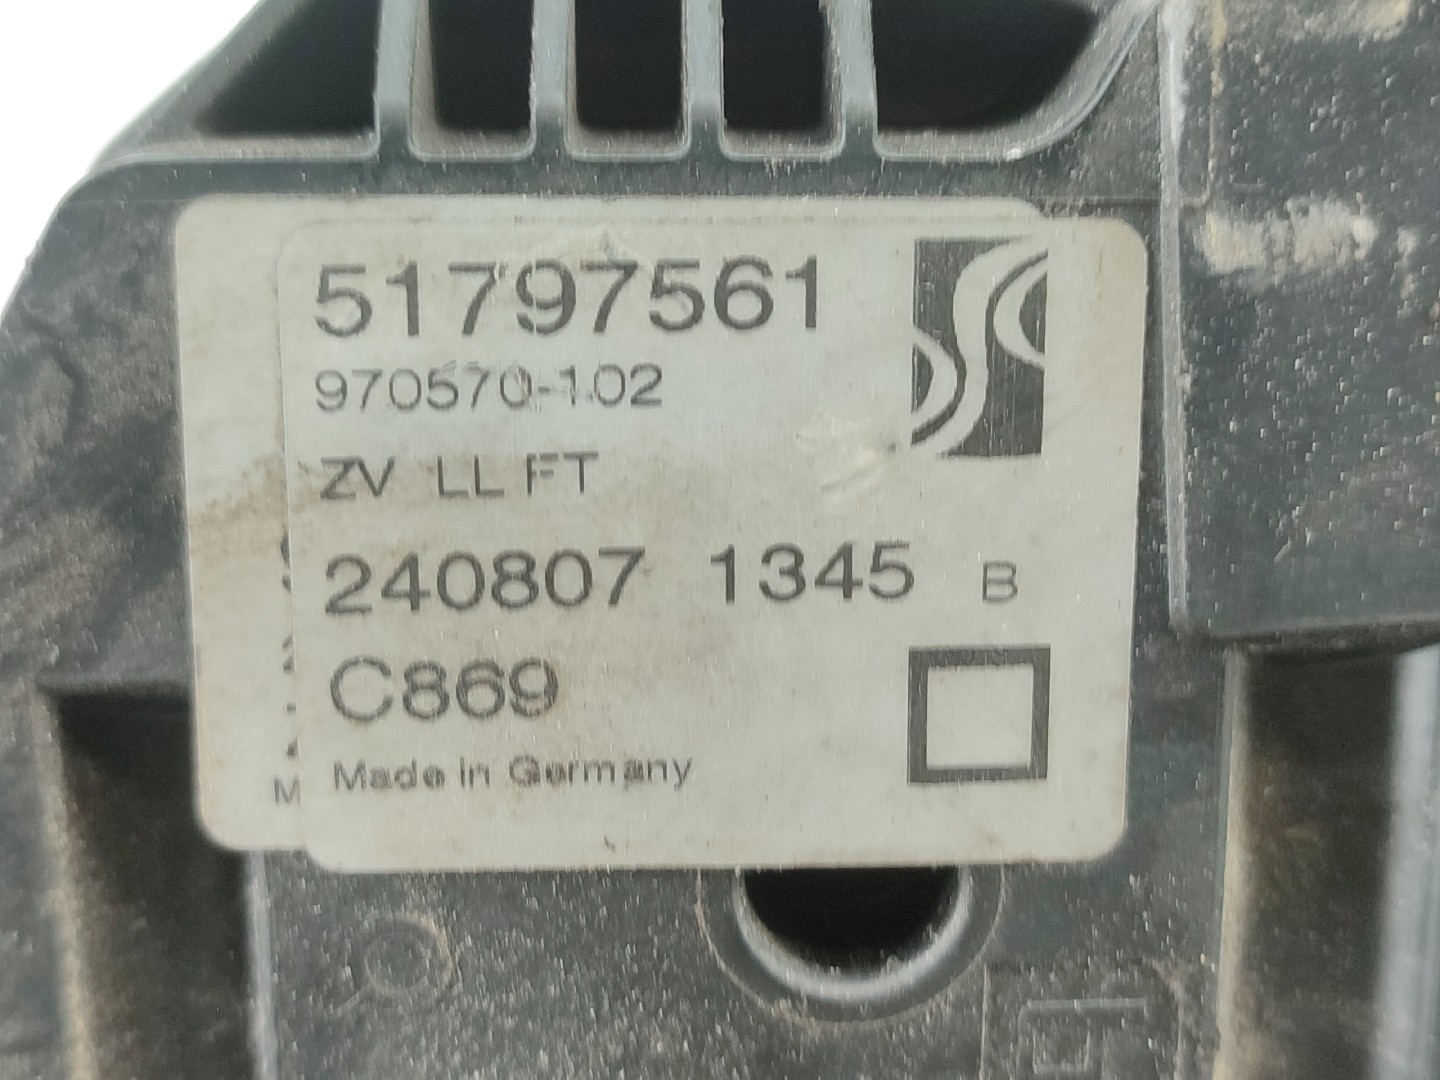 51797561
970570-102
ZV LL FT
240807 1345 B
C869
Made in Germany
M